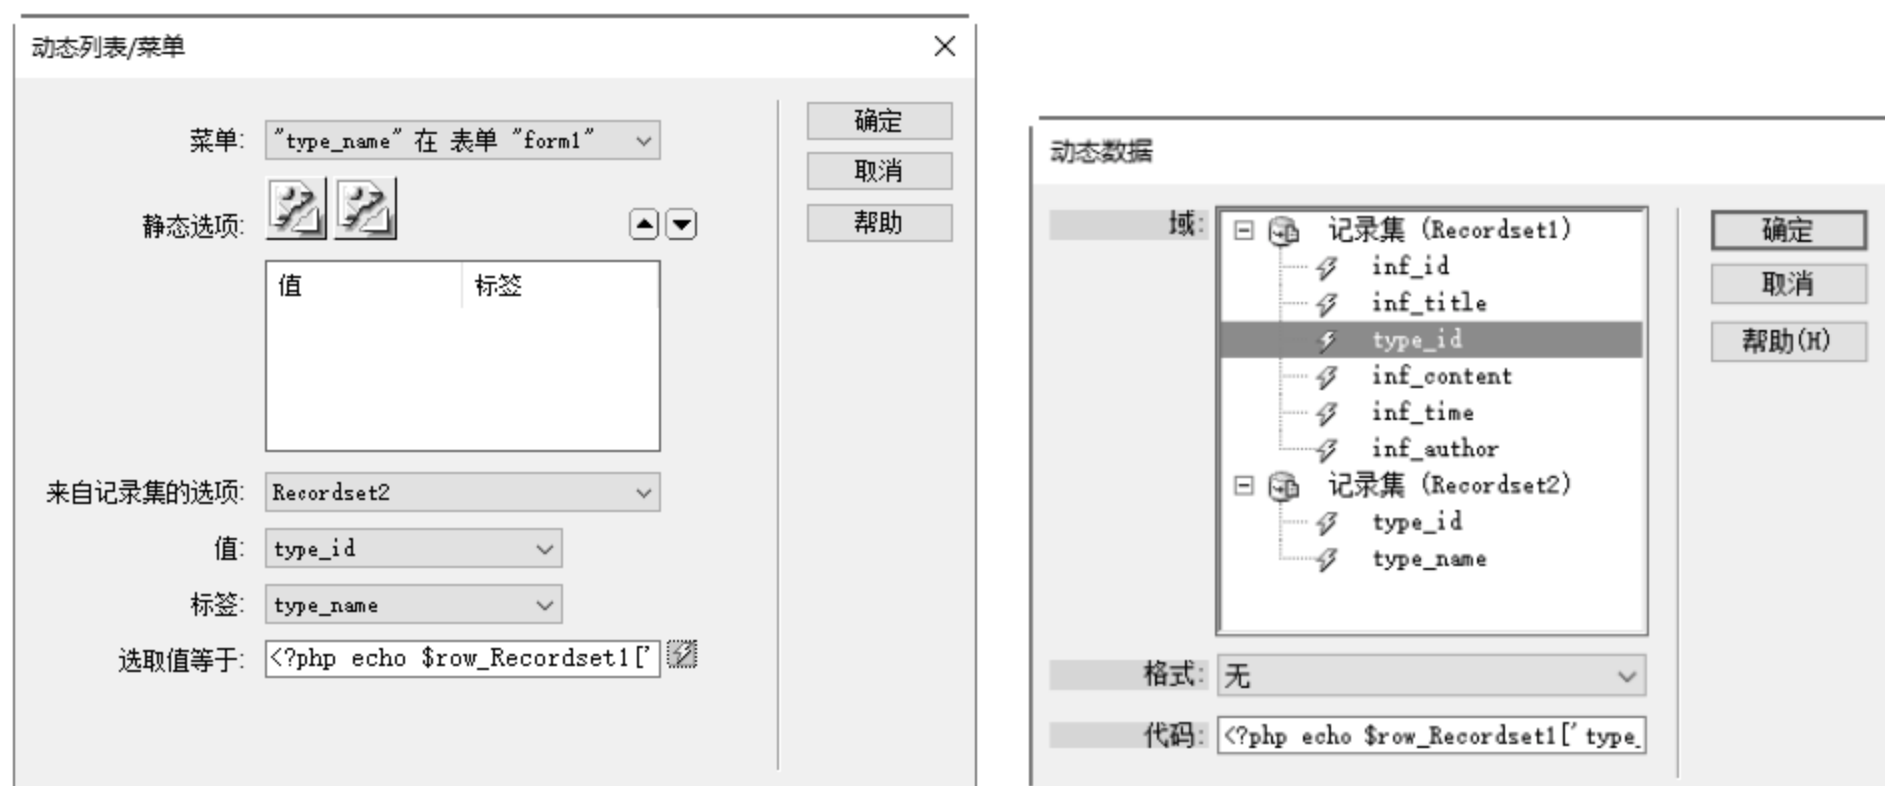 动态列表/菜单
菜单: "type_name" 在 表单 "form1"
静态选项:
值 标签
来自记录集的选项: Recordset2
值: type_id
标签: type_name
选取值等于: <?php echo $row_Recordset1['
确定
取消
帮助
动态数据
域:
记录集 (Recordset1)
inf_id
inf_title
type_id
inf_content
inf_time
inf_author
记录集 (Recordset2)
type_id
type_name
格式: 无
代码: <?php echo $row_Recordset1['type_
确定
取消
帮助(H)